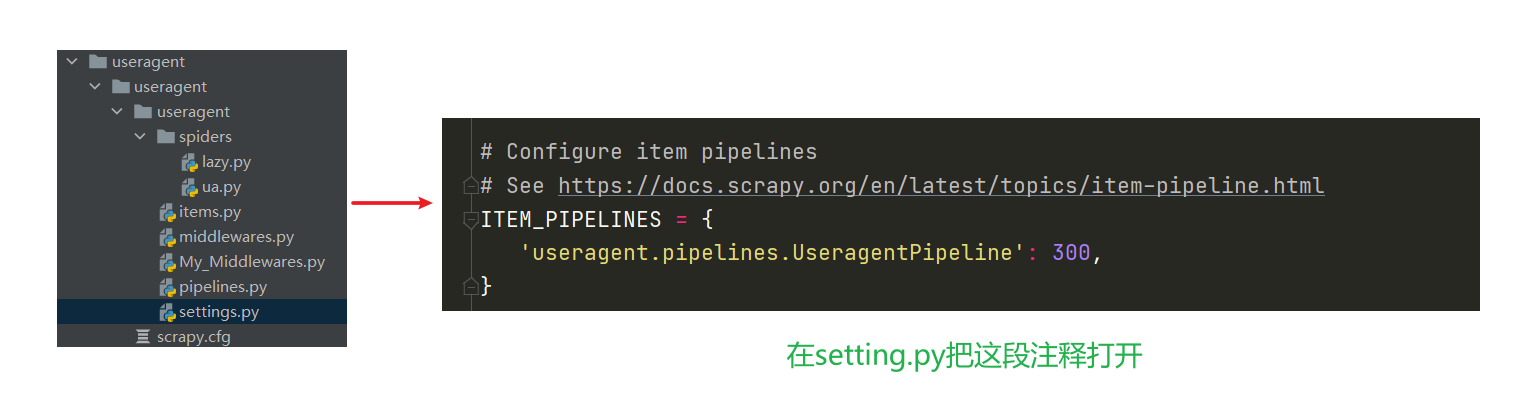 useragent
useragent
useragent
spiders
lazy.py
ua.py
items.py
middlewares.py
My_Middlewares.py
pipelines.py
settings.py
scrapy.cfg
# Configure item pipelines
# See https://docs.scrapy.org/en/latest/topics/item-pipeline.html
ITEM_PIPELINES = {
'useragent.pipelines.UseragentPipeline': 300,
}
在setting.py把这段注释打开